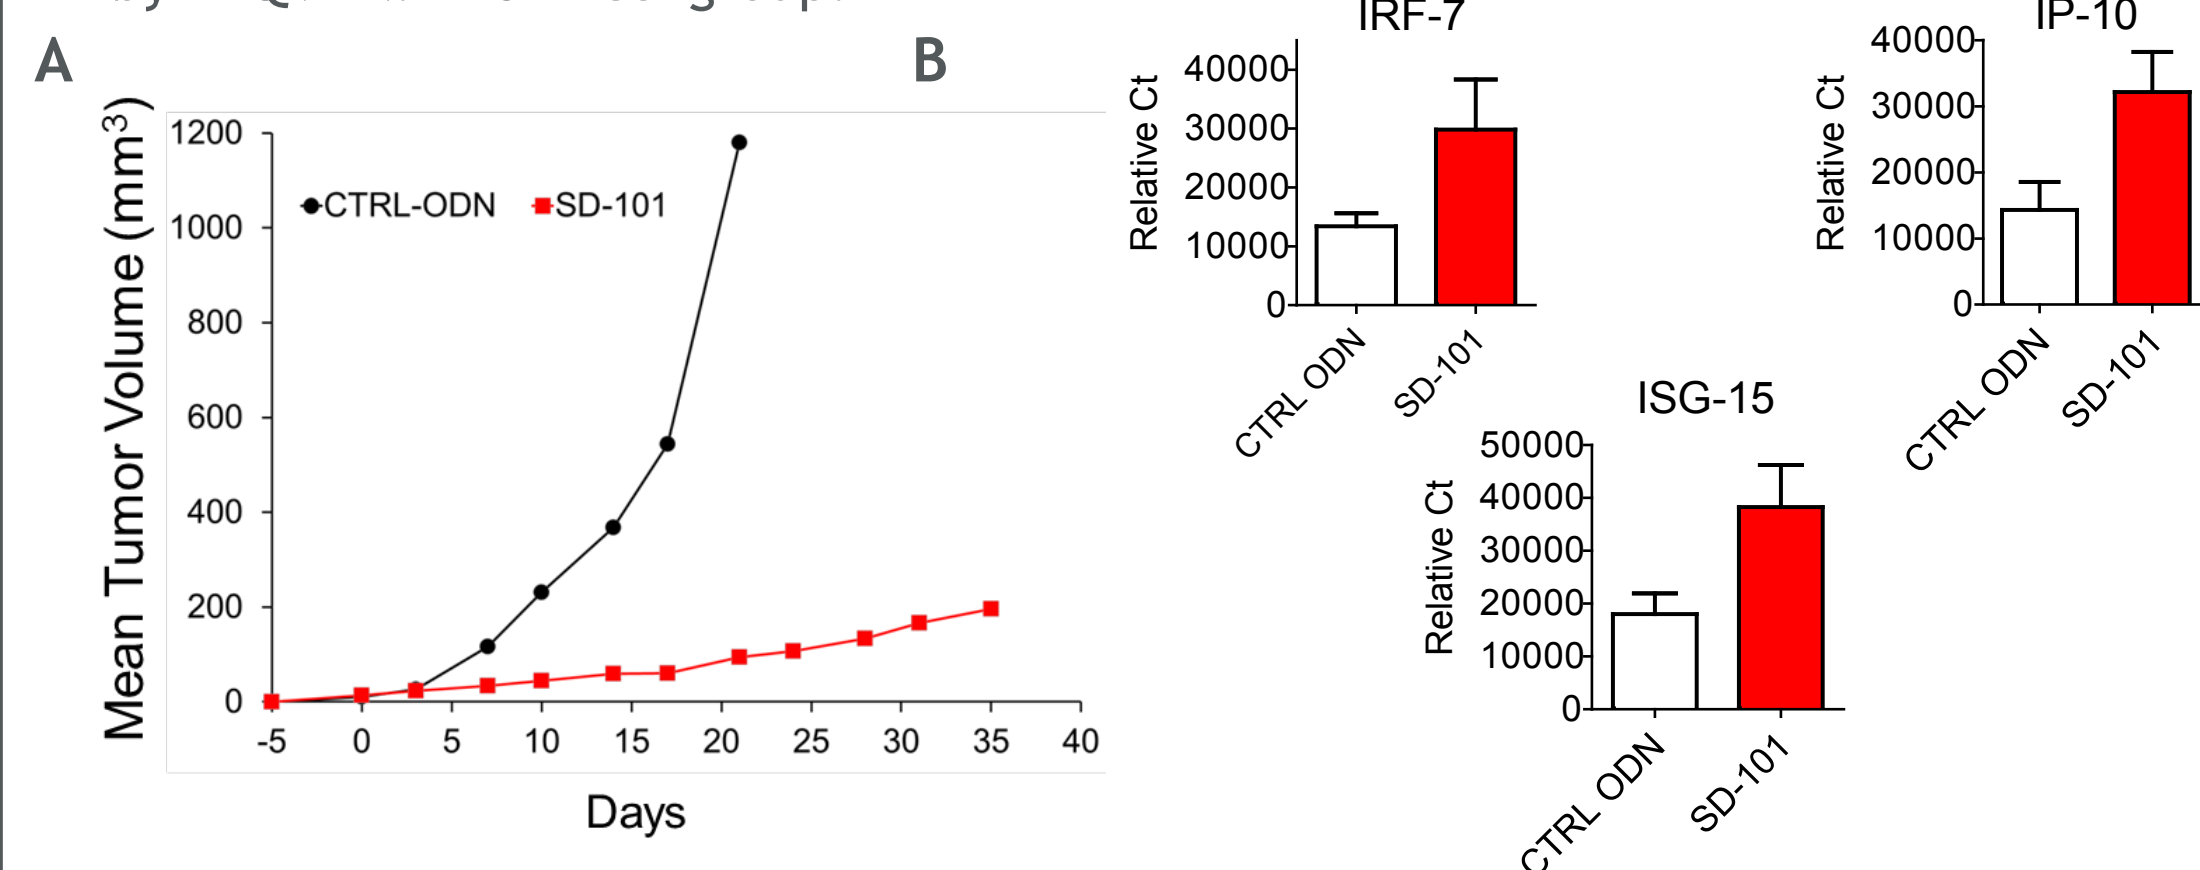 A
Mean Tumor Volume (mm³)
1200
1000
800
600
400
200
0
CTRL-ODN SD-101
-5 0 5 10 15 20 25 30 35 40
Days
B
IRF-7
Relative Ct
40000
30000
20000
10000
0
CTRL ODN
SD-101
IP-10
Relative Ct
40000
30000
20000
10000
0
CTRL ODN
SD-101
ISG-15
Relative Ct
50000
40000
30000
20000
10000
0
CTRL ODN
SD-101